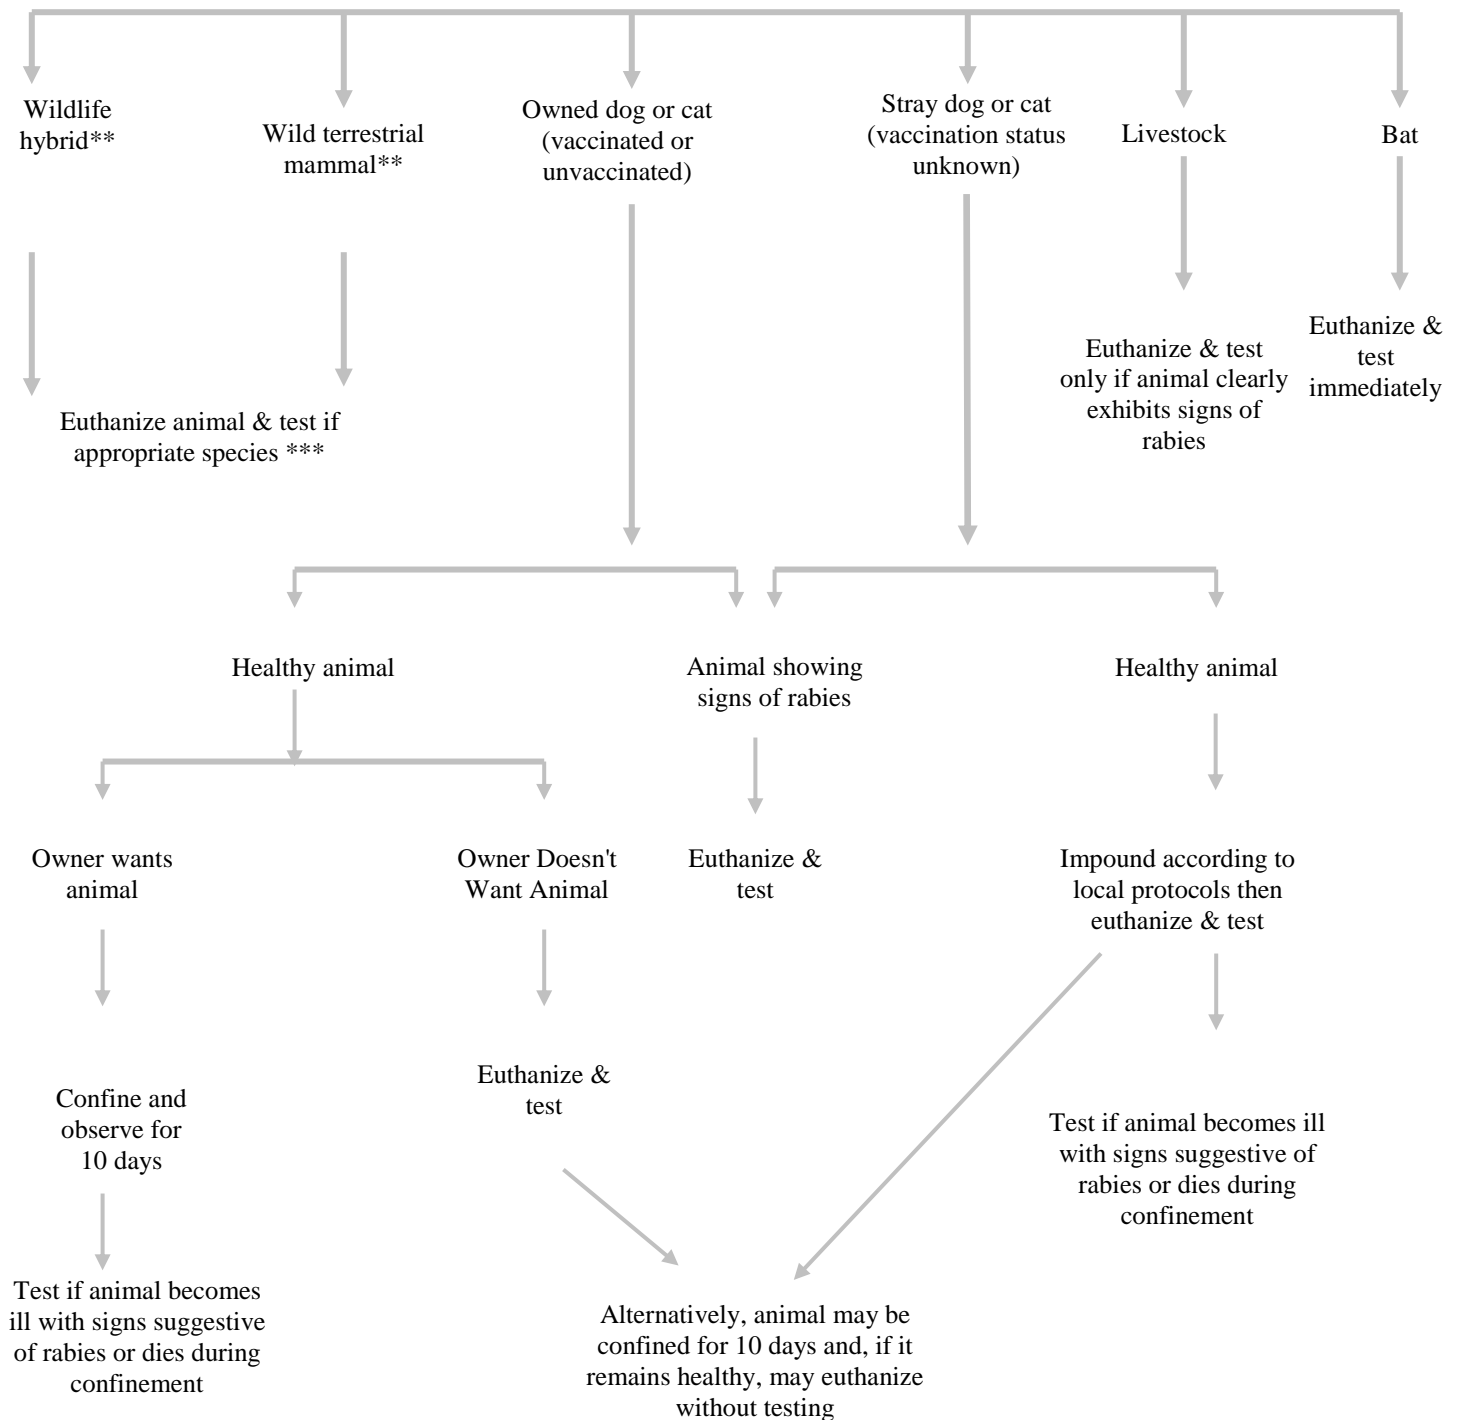 Wildlife
hybrid**
Wild terrestrial
mammal**
Owned dog or cat
(vaccinated or
unvaccinated)
Stray dog or cat
(vaccination status
unknown)
Livestock
Bat
Euthanize animal & test if
appropriate species ***
Euthanize & test
only if animal clearly
exhibits signs of
rabies
Euthanize &
test
immediately
Healthy animal
Animal showing
signs of rabies
Healthy animal
Owner wants
animal
Owner Doesn't
Want Animal
Euthanize &
test
Impound according to
local protocols then
euthanize & test
Confine and
observe for
10 days
Euthanize &
test
Test if animal becomes ill
with signs suggestive of
rabies or dies during
confinement
Test if animal becomes
ill with signs suggestive
of rabies or dies during
confinement
Alternatively, animal may be
confined for 10 days and, if it
remains healthy, may euthanize
without testing